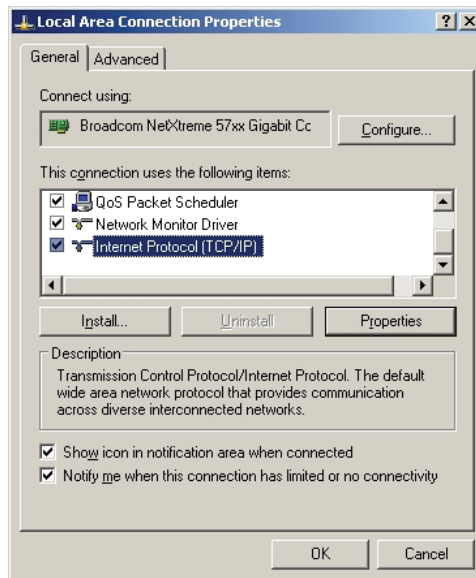 Local Area Connection Properties
General
Advanced
Connect using:
Broadcom NetXtreme 57xx Gigabit Cc
Configure...
This connection uses the following items:
QoS Packet Scheduler
Network Monitor Driver
Internet Protocol (TCP/IP)
Install...
Uninstall
Properties
Description
Transmission Control Protocol/Internet Protocol. The default
wide area network protocol that provides communication
across diverse interconnected networks.
Show icon in notification area when connected
Notify me when this connection has limited or no connectivity
OK
Cancel